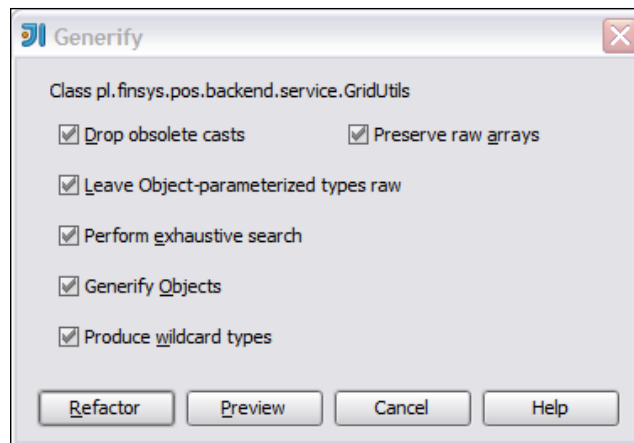 Generify
Class pl.finsys.pos.backend.service.GridUtils
Drop obsolete casts Preserve raw arrays
Leave Object-parameterized types raw
Perform exhaustive search
Generify Objects
Produce wildcard types
Refactor Preview Cancel Help